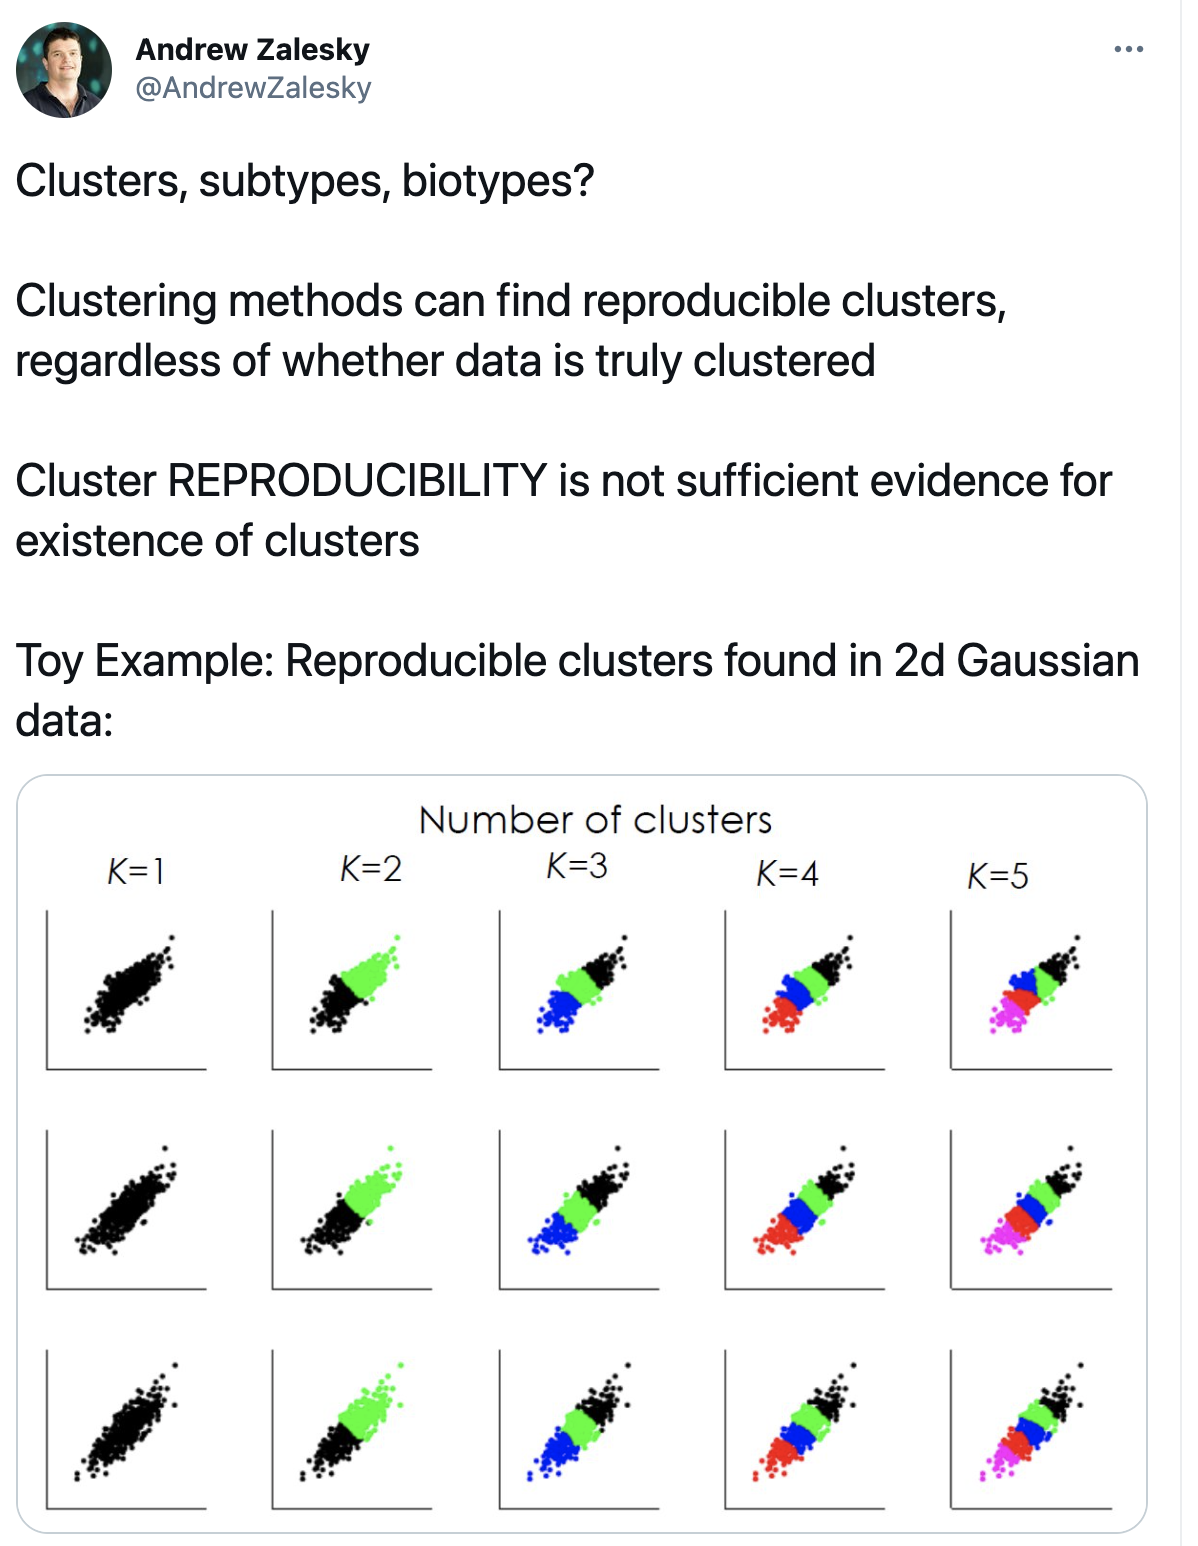 Andrew Zalesky
@AndrewZalesky
Clusters, subtypes, biotypes?
Clustering methods can find reproducible clusters,
regardless of whether data is truly clustered
Cluster REPRODUCIBILITY is not sufficient evidence for
existence of clusters
Toy Example: Reproducible clusters found in 2d Gaussian
data:
Number of clusters
K=1 K=2 K=3 K=4 K=5